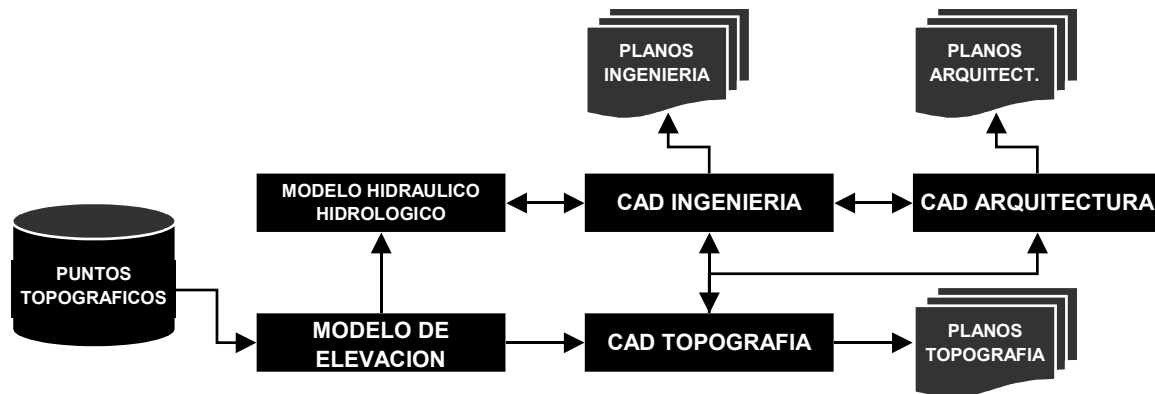 PLANOS
INGENIERIA
PLANOS
ARQUITECT.
MODELO HIDRAULICO
HIDROLOGICO
CAD INGENIERIA
CAD ARQUITECTURA
PUNTOS
TOPOGRAFICOS
MODELO DE
ELEVACION
CAD TOPOGRAFIA
PLANOS
TOPOGRAFIA